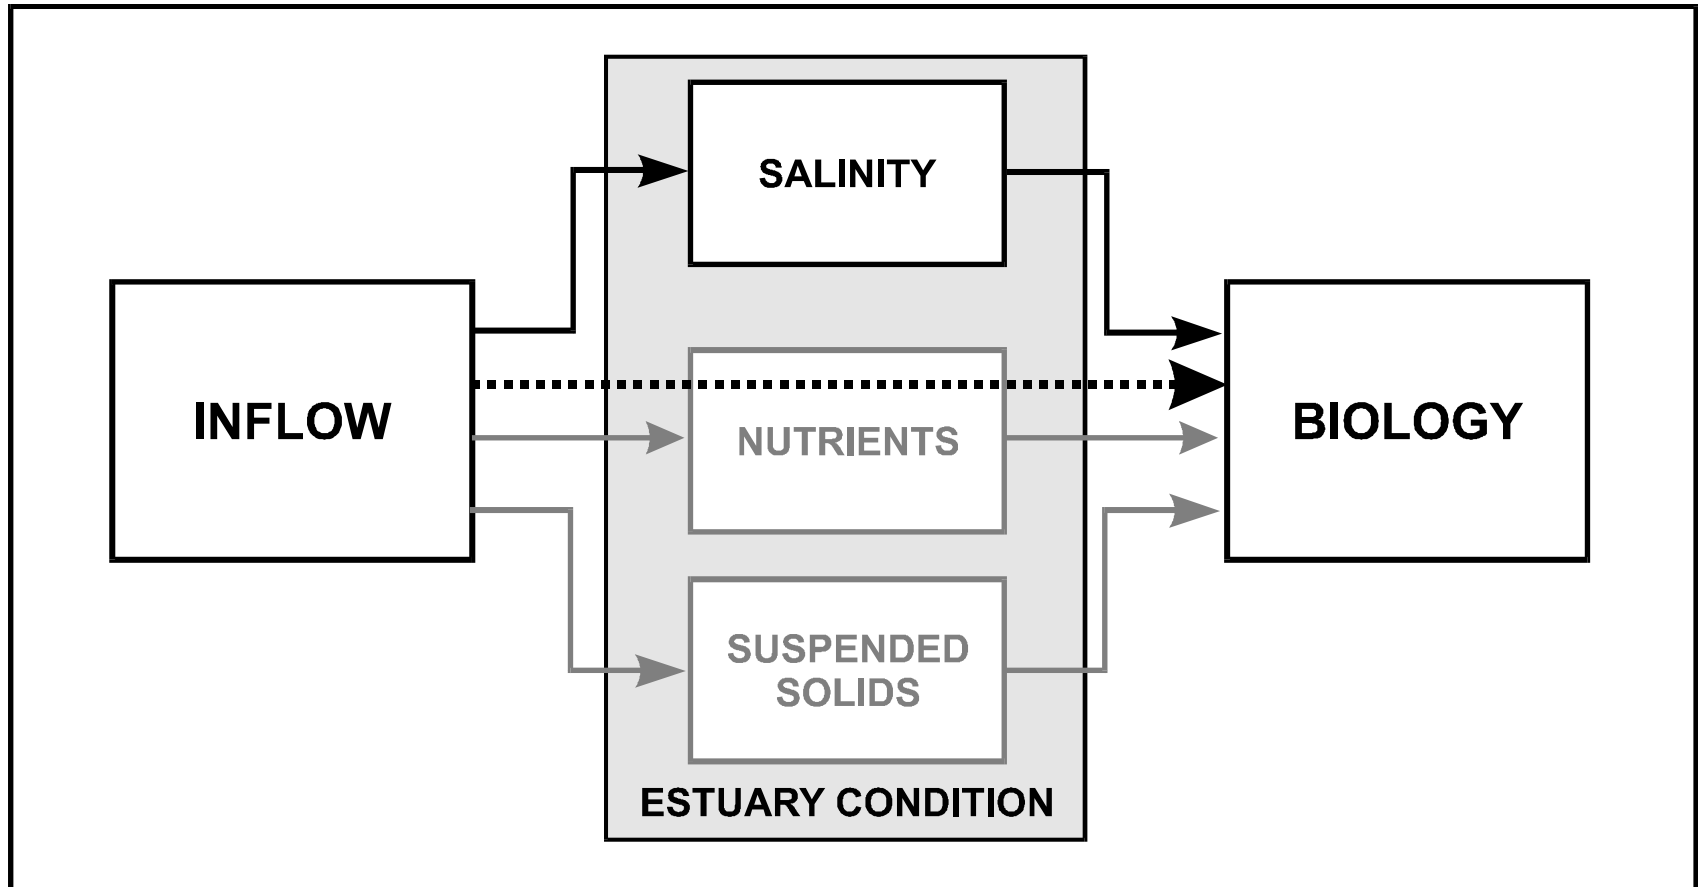 SALINITY
INFLOW
NUTRIENTS
BIOLOGY
SUSPENDED
SOLIDS
ESTUARY CONDITION